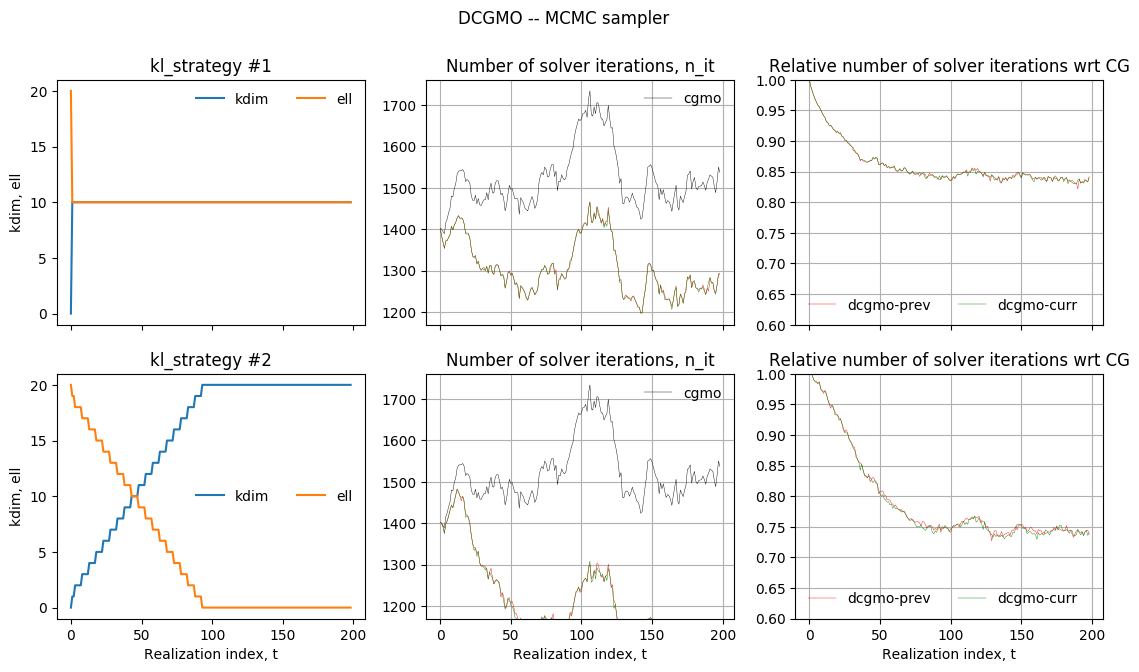 DCGMO -- MCMC sampler
kl_strategy #1
kdim, ell
20
15
10
5
0
kdim
ell
Number of solver iterations, n_it
1700
1600
1500
1400
1300
1200
cgmo
Relative number of solver iterations wrt CG
1.00
0.95
0.90
0.85
0.80
0.75
0.70
0.65
0.60
dcgmo-prev
dcgmo-curr
kl_strategy #2
kdim, ell
20
15
10
5
0
kdim
ell
0
50
100
150
200
Realization index, t
Number of solver iterations, n_it
1700
1600
1500
1400
1300
1200
cgmo
0
50
100
150
200
Realization index, t
Relative number of solver iterations wrt CG
1.00
0.95
0.90
0.85
0.80
0.75
0.70
0.65
0.60
dcgmo-prev
dcgmo-curr
0
50
100
150
200
Realization index, t